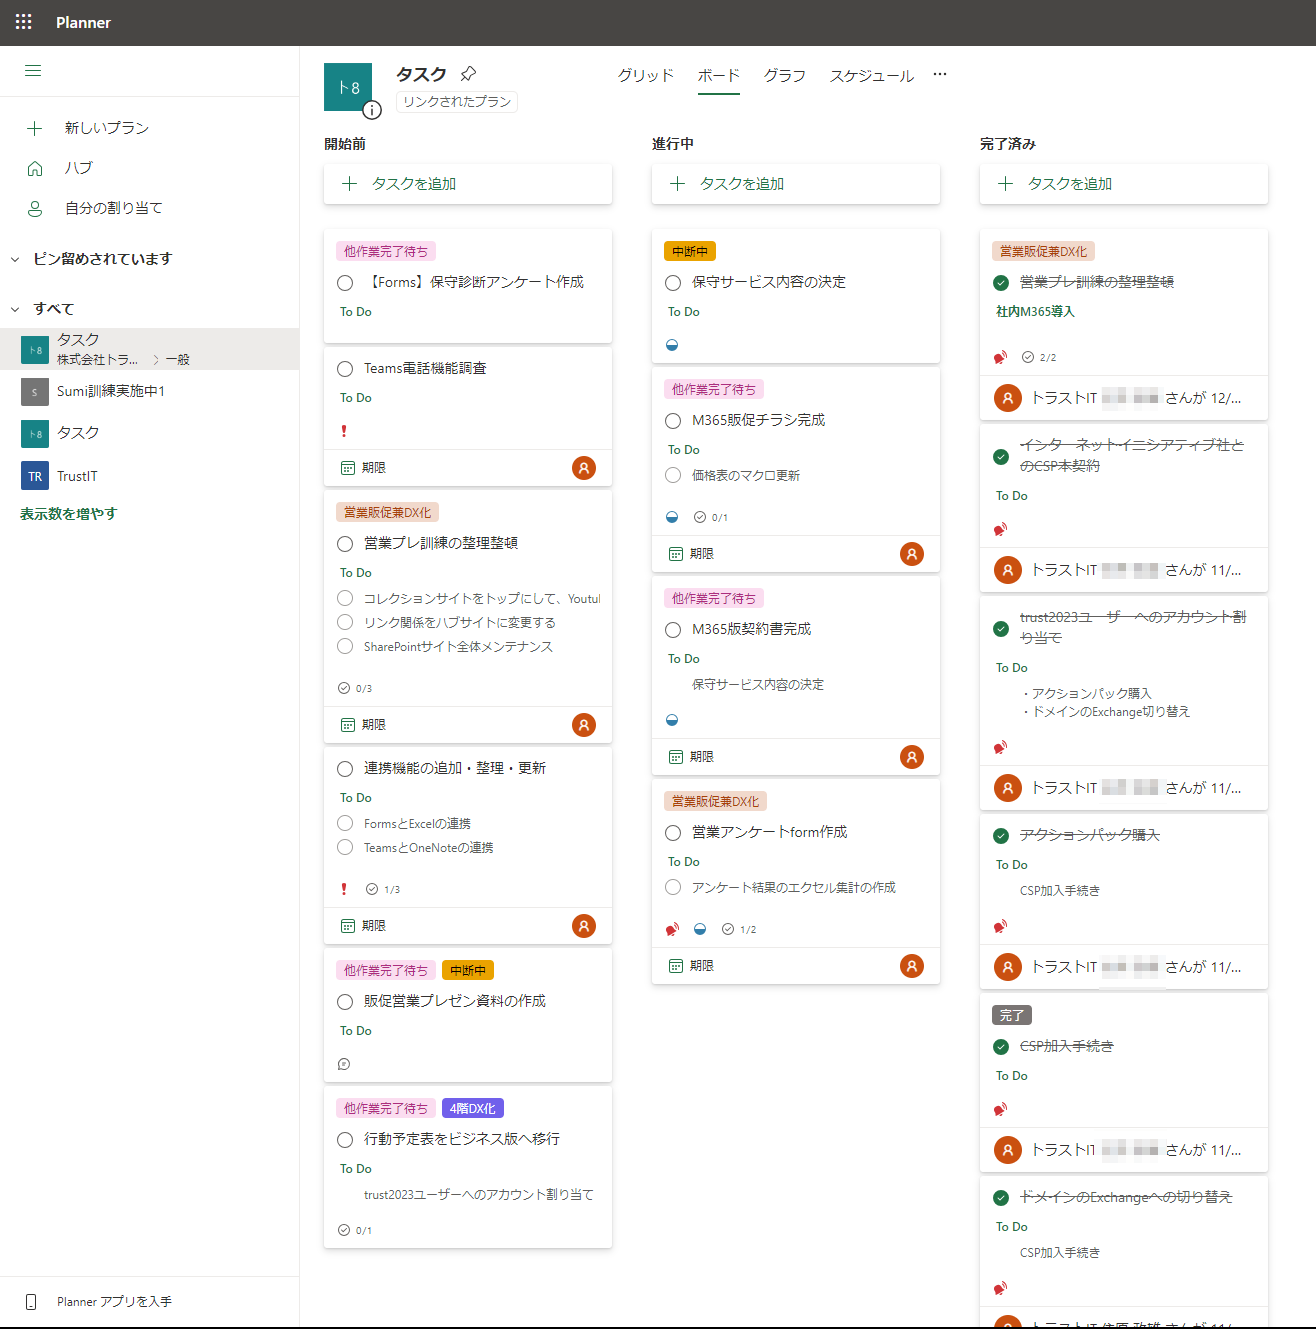 Planner
新しいプラン
ハブ
自分の割り当て
ピン留めされています
すべて
ト8
タスク
株式会社トラ... 一般
S
Sumi訓練実施中1
ト8
タスク
TR
TrustIT
表示数を増やす
Planner アプリを入手
ト8
タスク
リンクされたプラン
グリッド
ボード
グラフ
スケジュール
...
開始前
タスクを追加
他作業完了待ち
【Forms】保守診断アンケート作成
To Do
Teams電話機能調査
To Do
期限
営業販促兼DX化
営業プレ訓練の整理整頓
To Do
コレクションサイトをトップにして、Youtu
リンク関係をハブサイトに変更する
SharePointサイト全体メンテナンス
0/3
期限
連携機能の追加・整理・更新
To Do
FormsとExcelの連携
TeamsとOneNoteの連携
1/3
期限
他作業完了待ち 中断中
販促営業プレゼン資料の作成
To Do
他作業完了待ち 4階DX化
行動予定表をビジネス版へ移行
To Do
trust2023ユーザーへのアカウント割り当て
0/1
進行中
タスクを追加
中断中
保守サービス内容の決定
To Do
他作業完了待ち
M365販促チラシ完成
To Do
価格表のマクロ更新
0/1
期限
他作業完了待ち
M365版契約書完成
To Do
保守サービス内容の決定
期限
営業販促兼DX化
営業アンケートform作成
To Do
アンケート結果のエクセル集計の作成
1/2
期限
完了済み
タスクを追加
営業販促兼DX化
営業プレ訓練の整理整頓
社内M365導入
2/2
トラストIT さんが 12/...
インターネットイニシアティブ社と
のCSP本契約
To Do
トラストIT さんが 11/...
trust2023ユーザーへのアカウント割
り当て
To Do
・アクションパック購入
・ドメインのExchange切り替え
トラストIT さんが 11/...
アクションパック購入
To Do
CSP加入手続き
トラストIT さんが 11/...
完了
CSP加入手続き
To Do
トラストIT さんが 11/...
ドメインのExchangeへの切り替え
To Do
CSP加入手続き